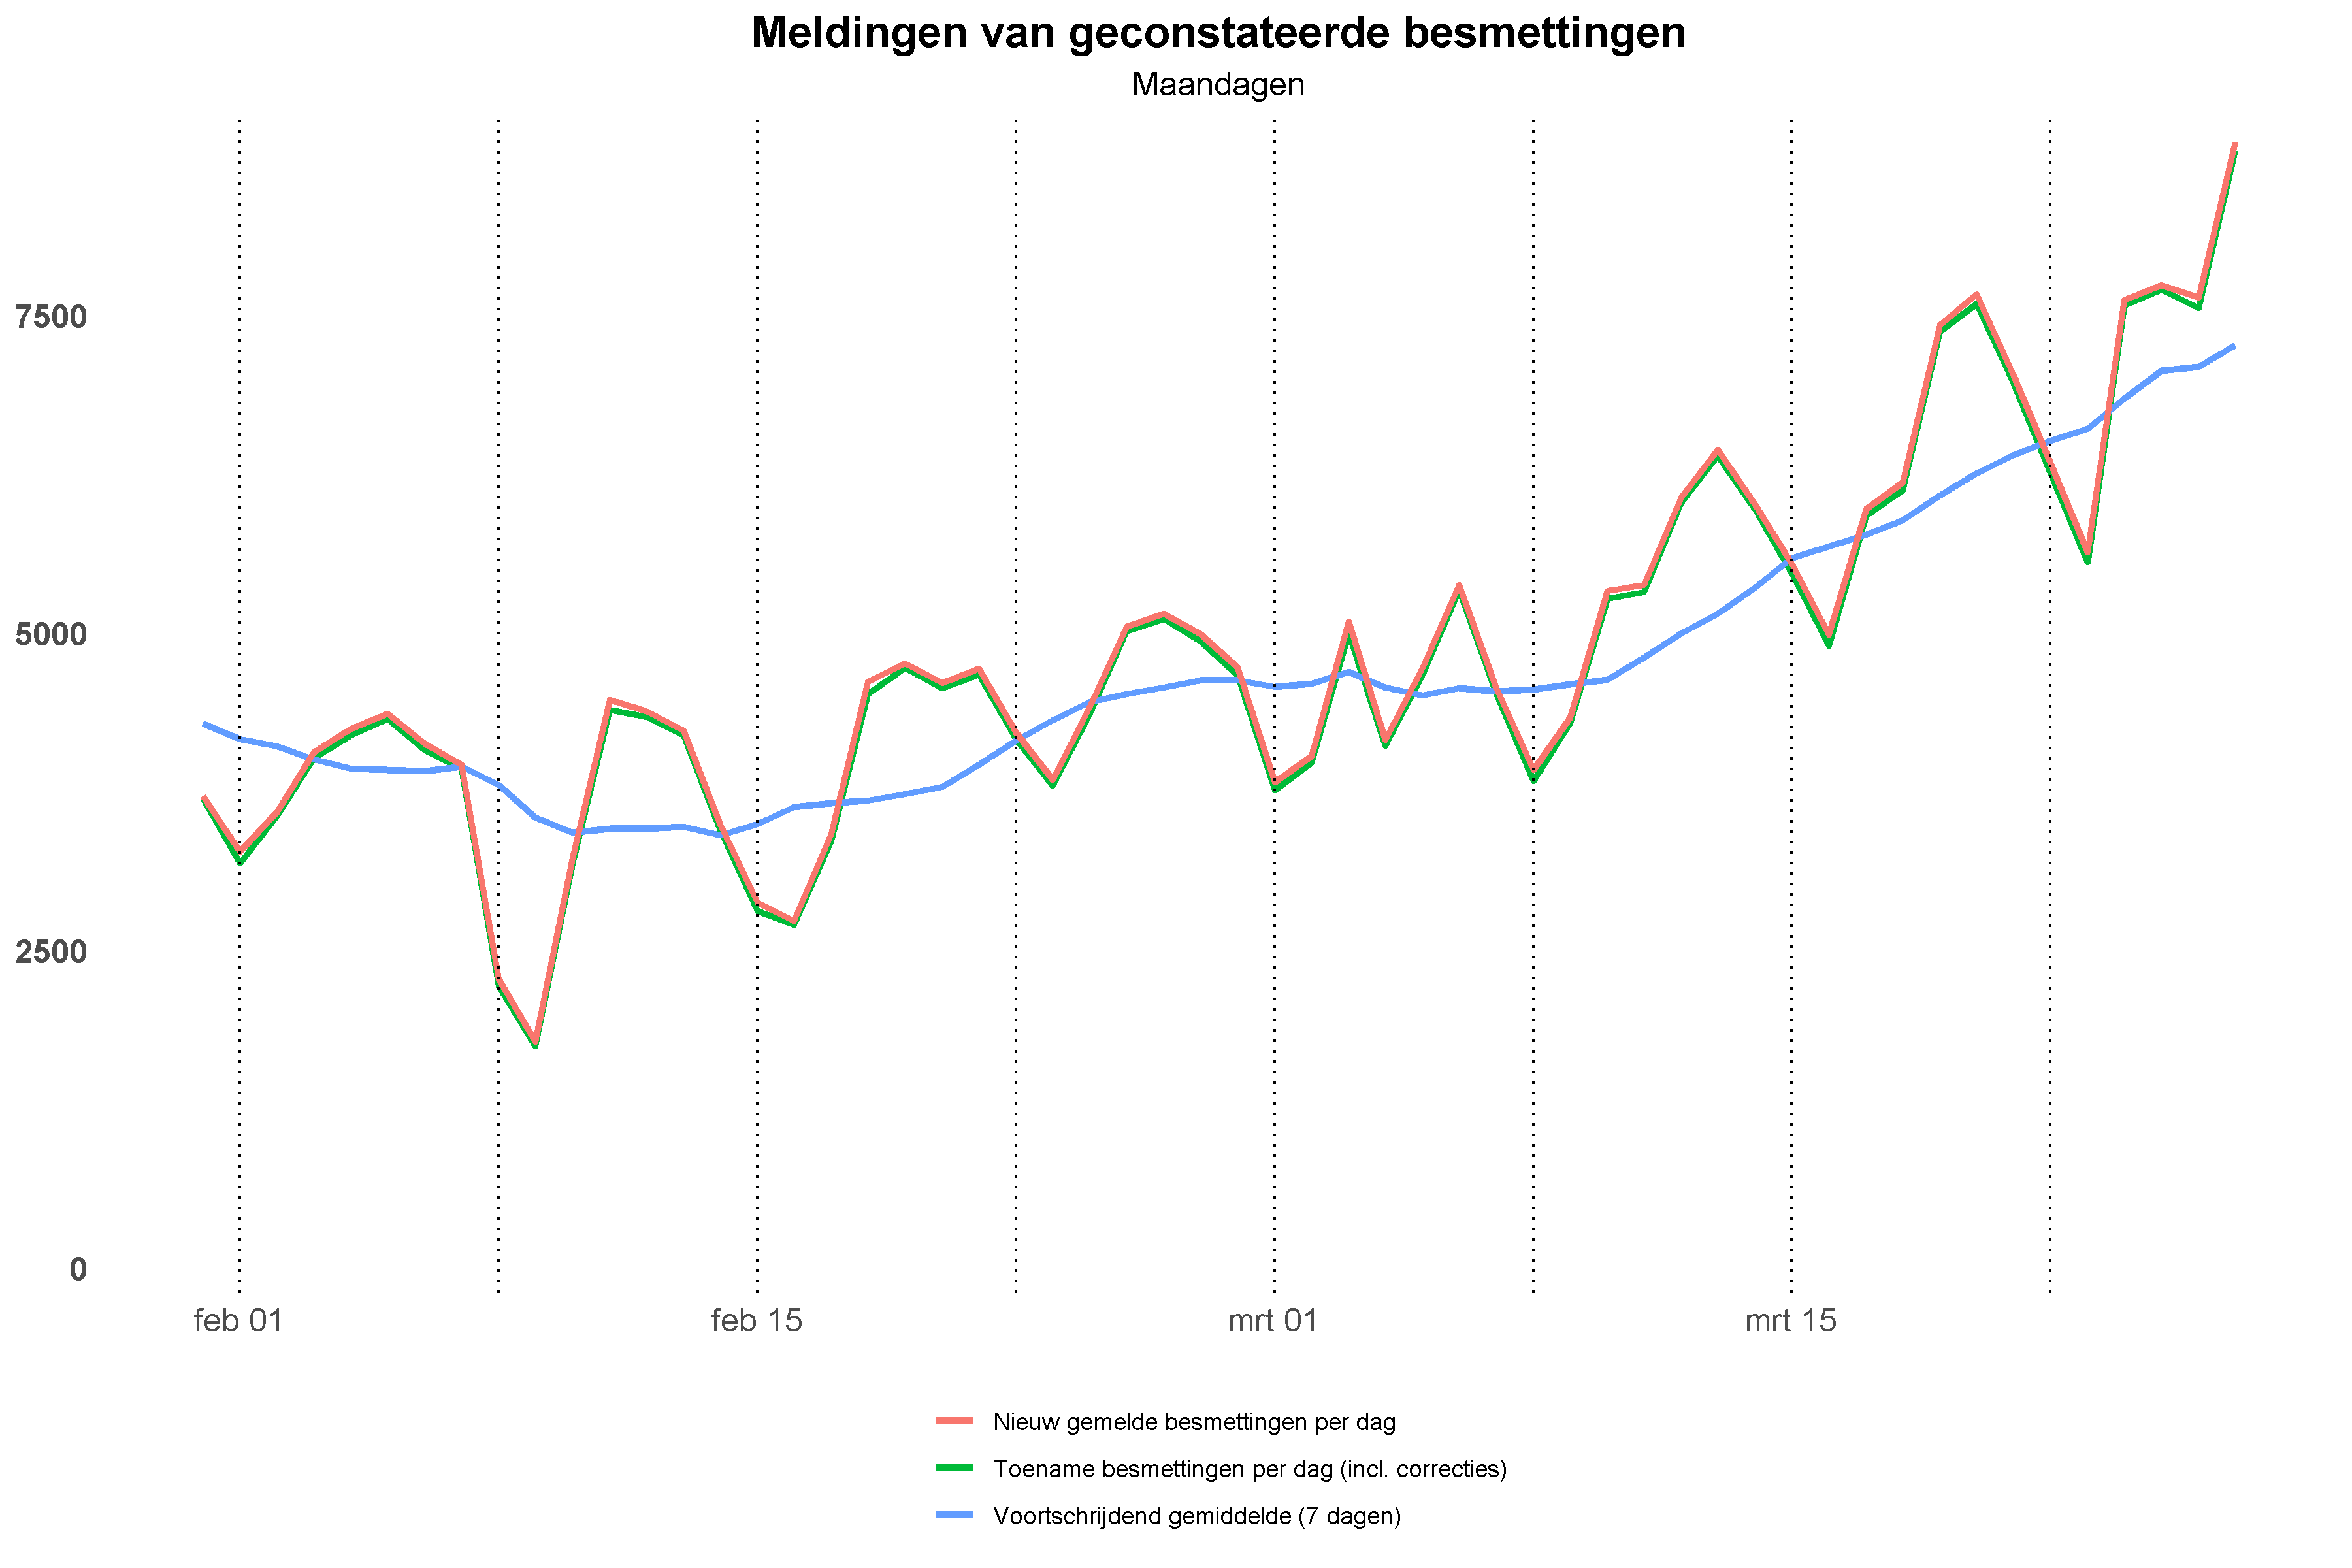 Meldingen van geconstateerde besmettingen
Maandagen
7500
5000
2500
0
feb 01
feb 15
mrt 01
mrt 15
Nieuw gemelde besmettingen per dag
Toename besmettingen per dag (incl. correcties)
Voortschrijdend gemiddelde (7 dagen)